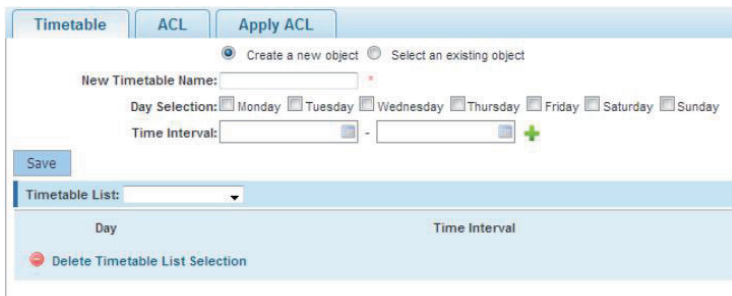 Timetable ACL Apply ACL
Create a new object Select an existing object
New Timetable Name: *
Day Selection: Monday Tuesday Wednesday Thursday Friday Saturday Sunday
Time Interval: -
Save
Timetable List:
Day Time Interval
Delete Timetable List Selection